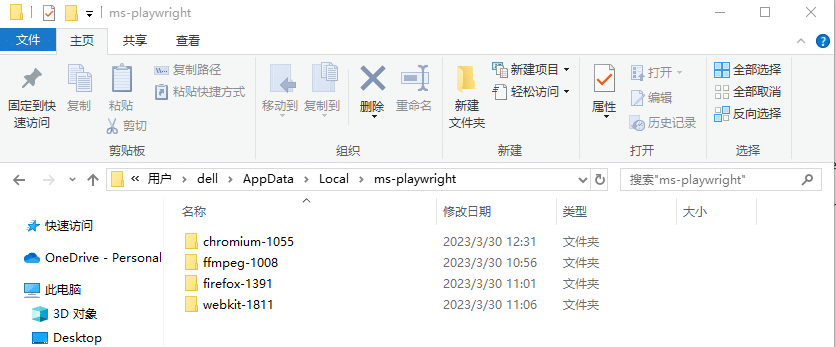 ms-playwright
文件 主页 共享 查看
固定到快速访问
复制
粘贴
复制路径
粘贴快捷方式
剪切
移动到
复制到
删除
重命名
新建文件夹
新建项目
轻松访问
属性
打开
编辑
历史记录
全部选择
全部取消
反向选择
剪贴板 组织 新建 打开 选择
« 用户 > dell > AppData > Local > ms-playwright
搜索"ms-playwright"
名称 修改日期 类型 大小
快速访问
OneDrive - Personal
此电脑
3D 对象
Desktop
chromium-1055 2023/3/30 12:31 文件夹
ffmpeg-1008 2023/3/30 10:56 文件夹
firefox-1391 2023/3/30 11:01 文件夹
webkit-1811 2023/3/30 11:06 文件夹